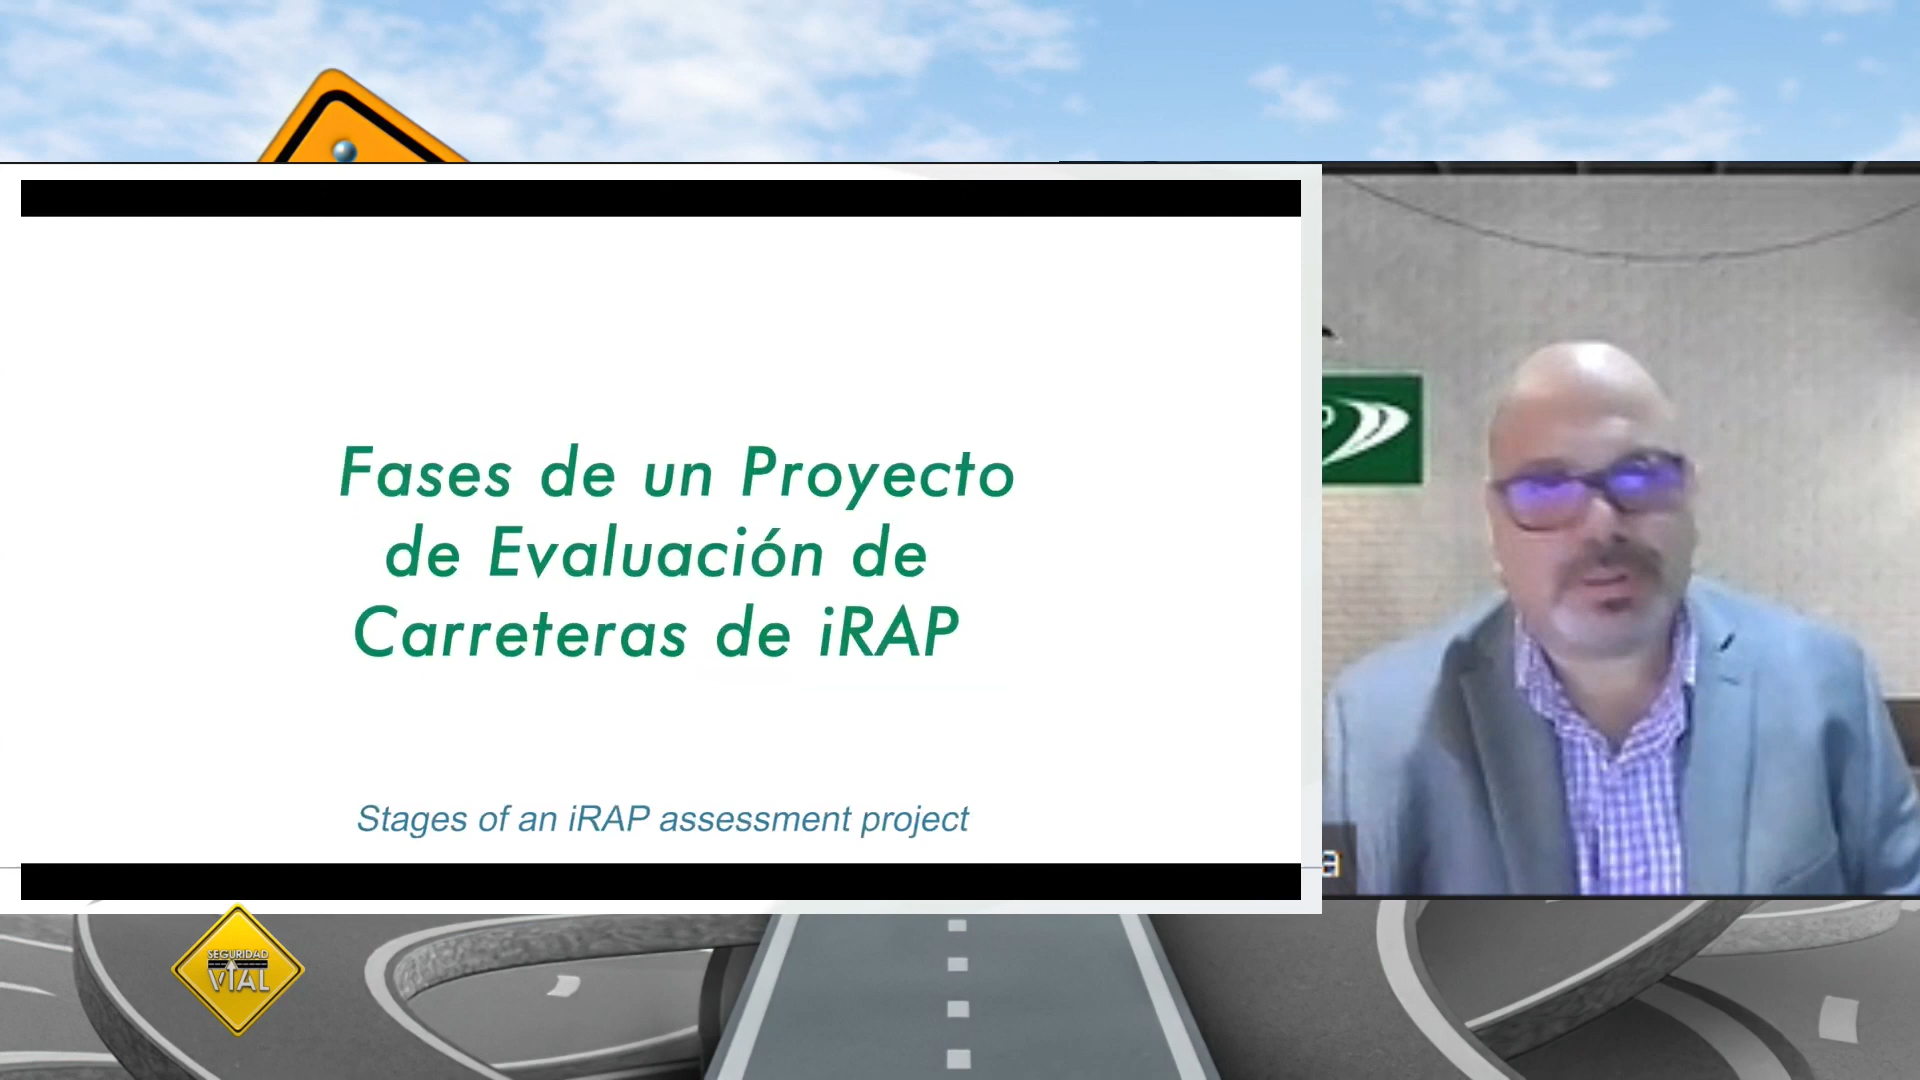 Fases de un Proyecto
de Evaluación de
Carreteras de iRAP
Stages of an iRAP assessment project
a
SEGURIDAD
VIAL